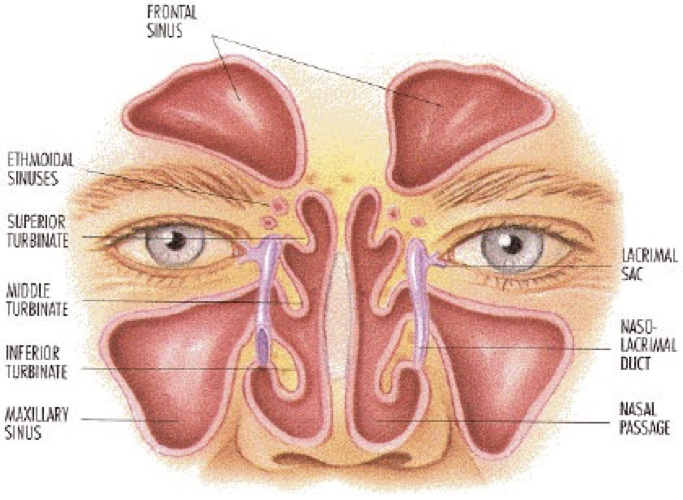 FRONTAL
SINUS
ETHMOIDAL
SINUSES
SUPERIOR
TURBINATE
MIDDLE
TURBINATE
INFERIOR
TURBINATE
MAXILLARY
SINUS
LACRIMAL
SAC
NASO-
LACRIMAL
DUCT
NASAL
PASSAGE